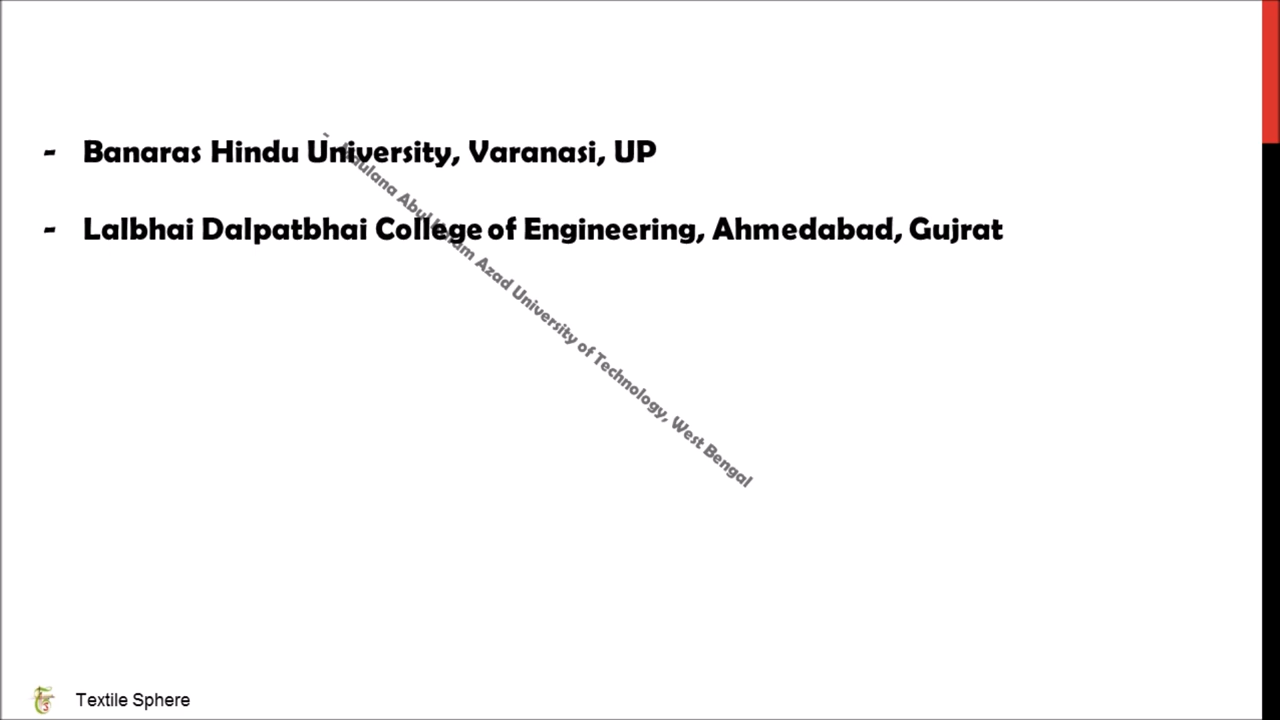 - Banaras Hindu University, Varanasi, UP
- Lalbhai Dalpatbhai College of Engineering, Ahmedabad, Gujrat
- Maulana Abul Kalam Azad University of Technology, West Bengal
Textile Sphere